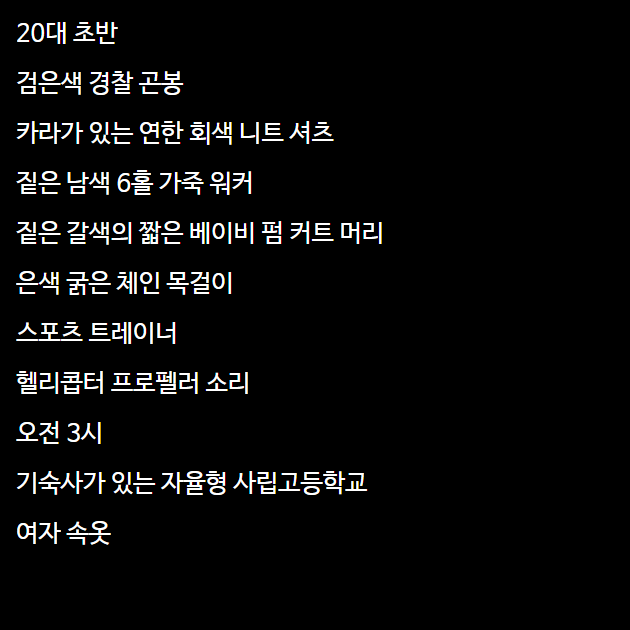 20대 초반
검은색 경찰 곤봉
카라가 있는 연한 회색 니트 셔츠
짙은 남색 6홀 가죽 워커
짙은 갈색의 짧은 베이비 펌 커트 머리
은색 굵은 체인 목걸이
스포츠 트레이너
헬리콥터 프로펠러 소리
오전 3시
기숙사가 있는 자율형 사립고등학교
여자 속옷